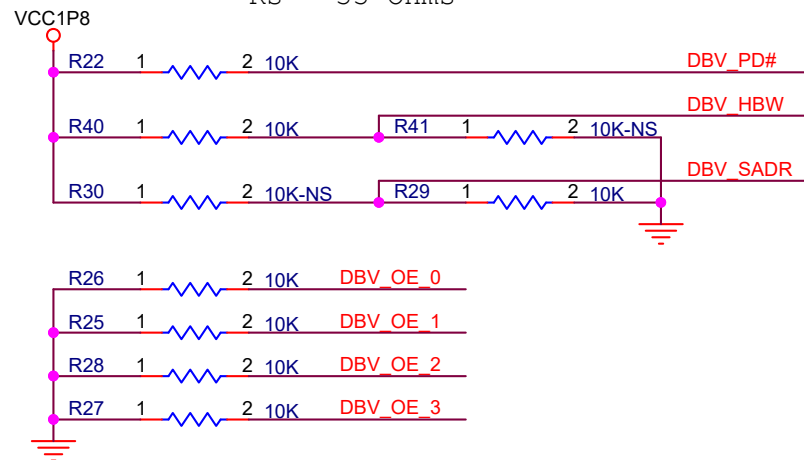 VCC1P8
R22 1 2 10K DBV_PD#
DBV_HBW
R40 1 2 10K R41 1 2 10K-NS
DBV_SADR
R30 1 2 10K-NS R29 1 2 10K
R26 1 2 10K DBV_OE_0
R25 1 2 10K DBV_OE_1
R28 1 2 10K DBV_OE_2
R27 1 2 10K DBV_OE_3